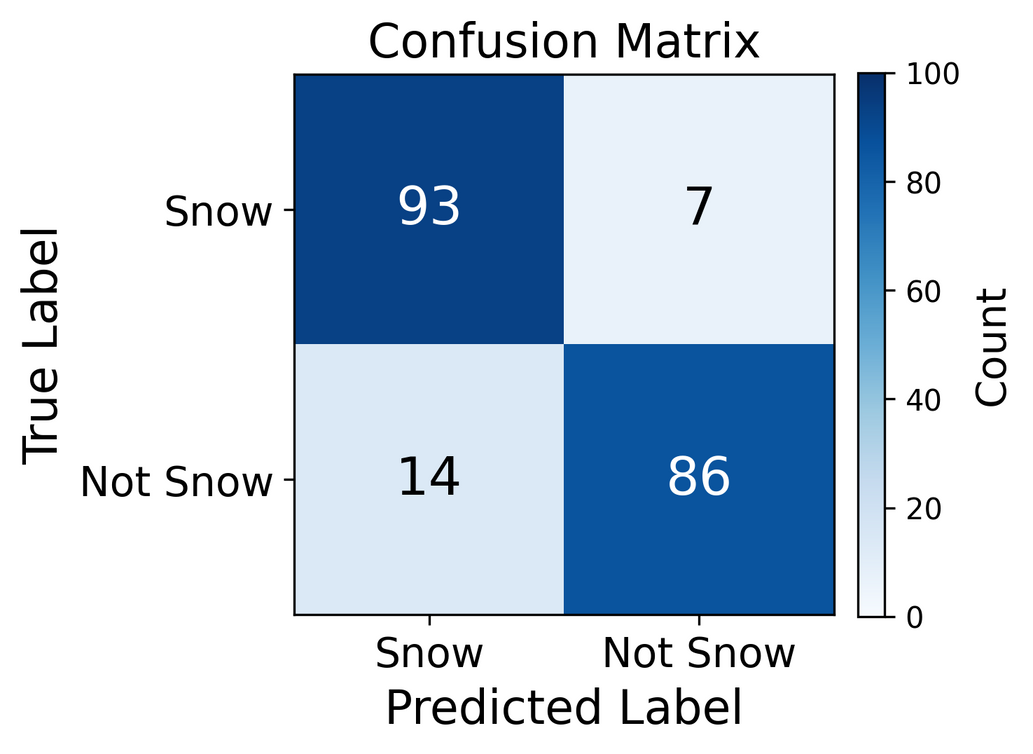 Confusion Matrix
True Label
Snow
Not Snow
93
7
14
86
Snow
Not Snow
Predicted Label
100
80
60
40
20
0
Count